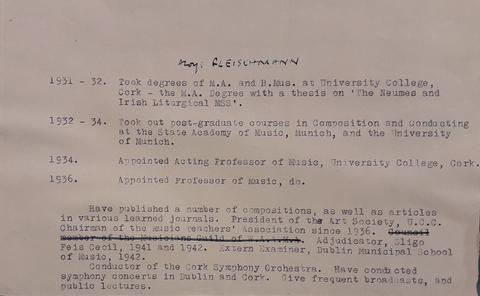 Aloys FLEISCHMANN
1931 - 32. Took degrees of M.A. and B.Mus. at University College,
Cork - the M.A. Degree with a thesis on 'The Neumes and
Irish Liturgical MSS'.
1932 - 34. Took out post-graduate courses in Composition and Conducting
at the State Academy of Music, Munich, and the University
of Munich.
1934. Appointed Acting Professor of Music, University College, Cork.
1936. Appointed Professor of Music, do.
Have published a number of compositions, as well as articles
in various learned journals. President of the Art Society, U.C.C.
Chairman of the Music Teachers' Association since 1936. Council
member of the Musicians Guild of W.A.A.M.A. Adjudicator, Sligo
Feis Ceoil, 1941 and 1942. Extern Examiner, Dublin Municipal School
of Music, 1942.
Conductor of the Cork Symphony Orchestra. Have conducted
symphony concerts in Dublin and Cork. Give frequent broadcasts, and
public lectures.